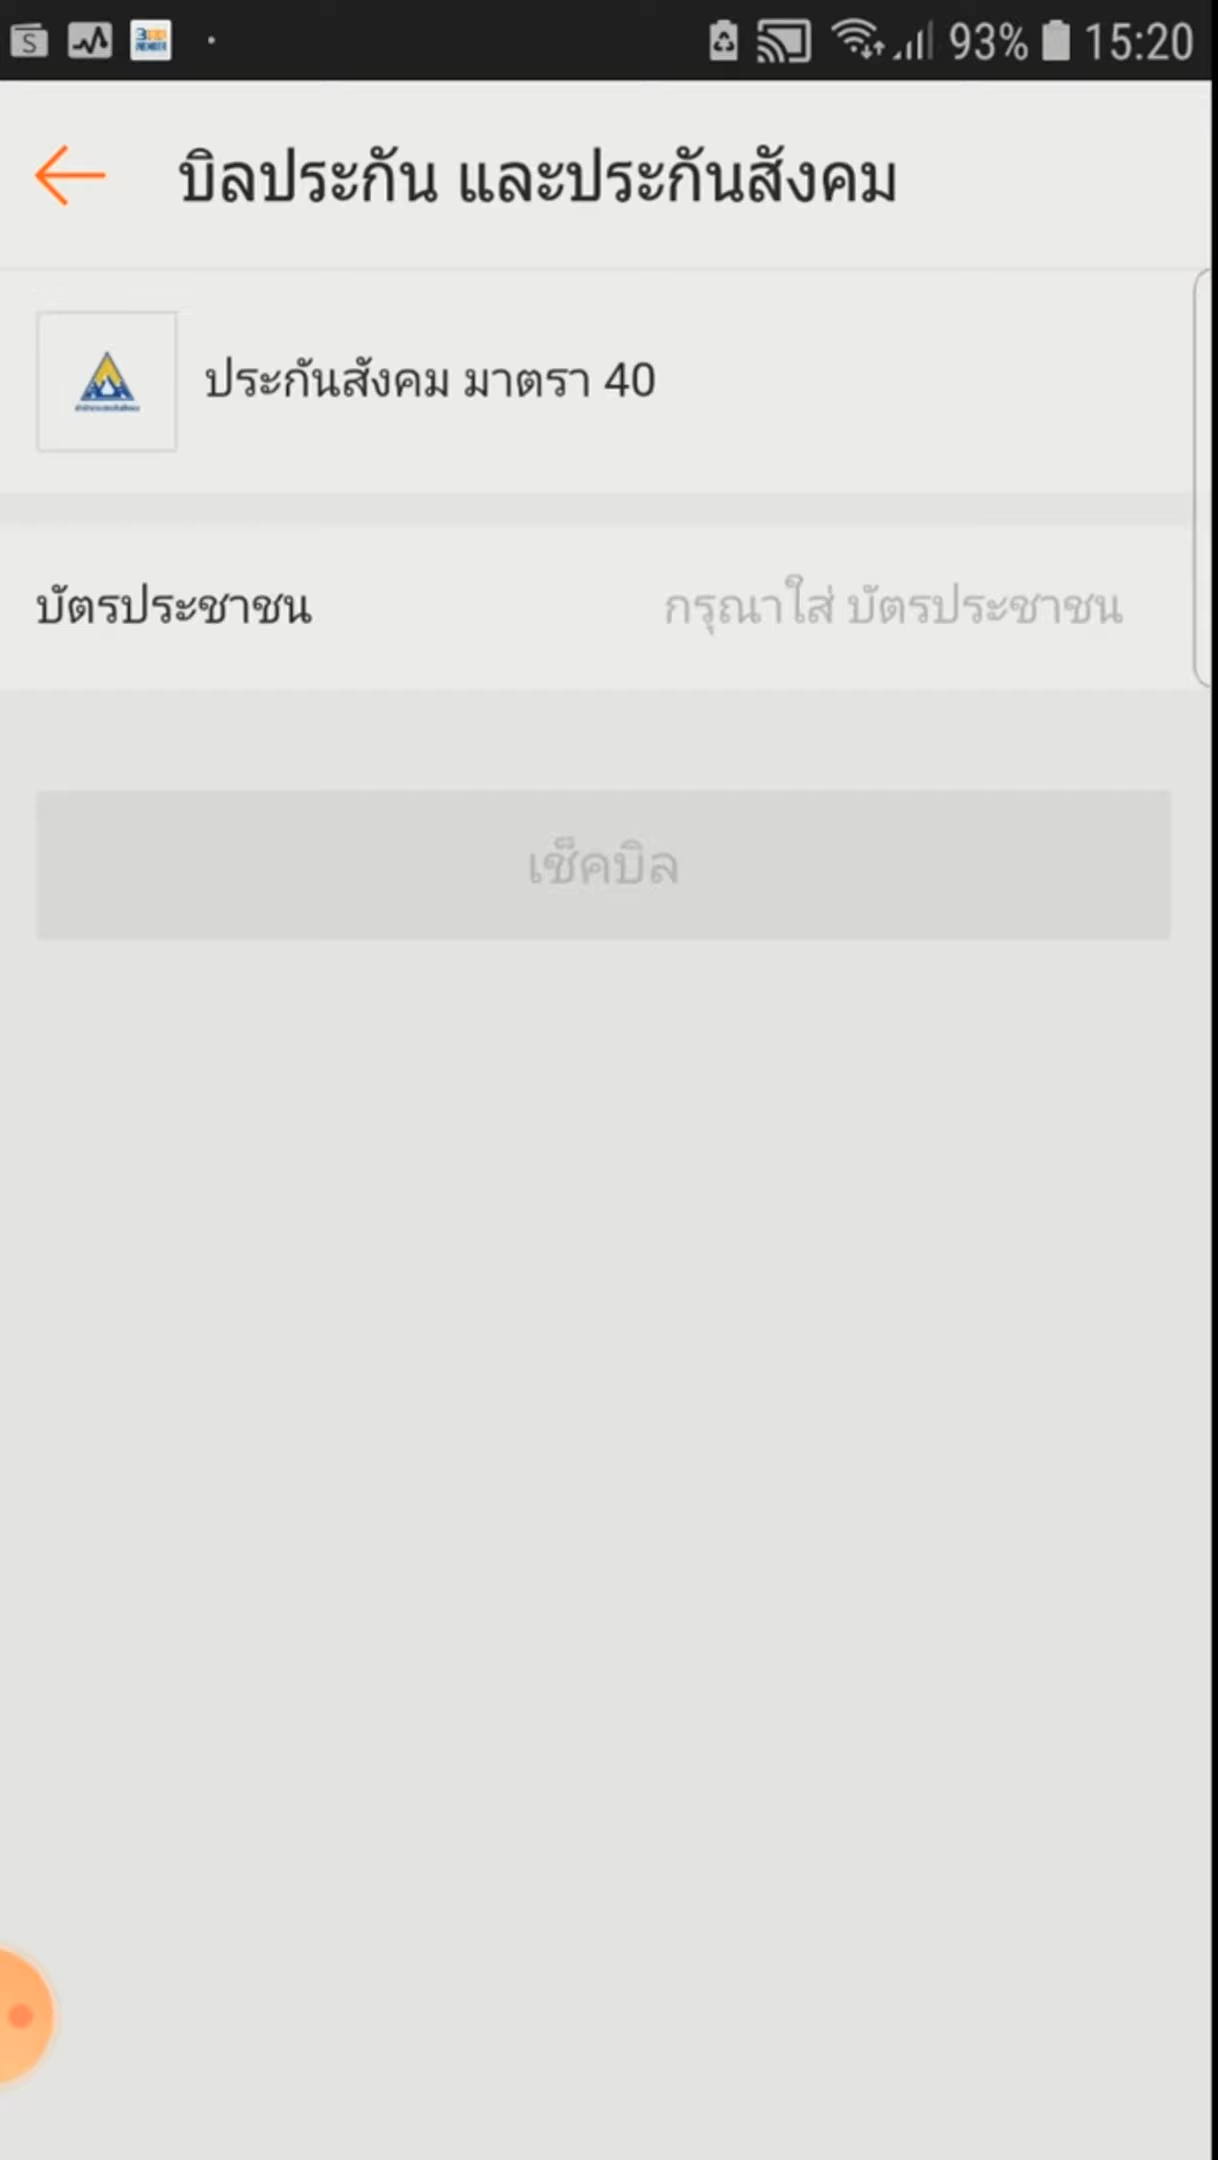 S
93% 15:20
บิลประกัน และประกันสังคม
ประกันสังคม มาตรา 40
บัตรประชาชน กรุณาใส่ บัตรประชาชน
เช็คบิล